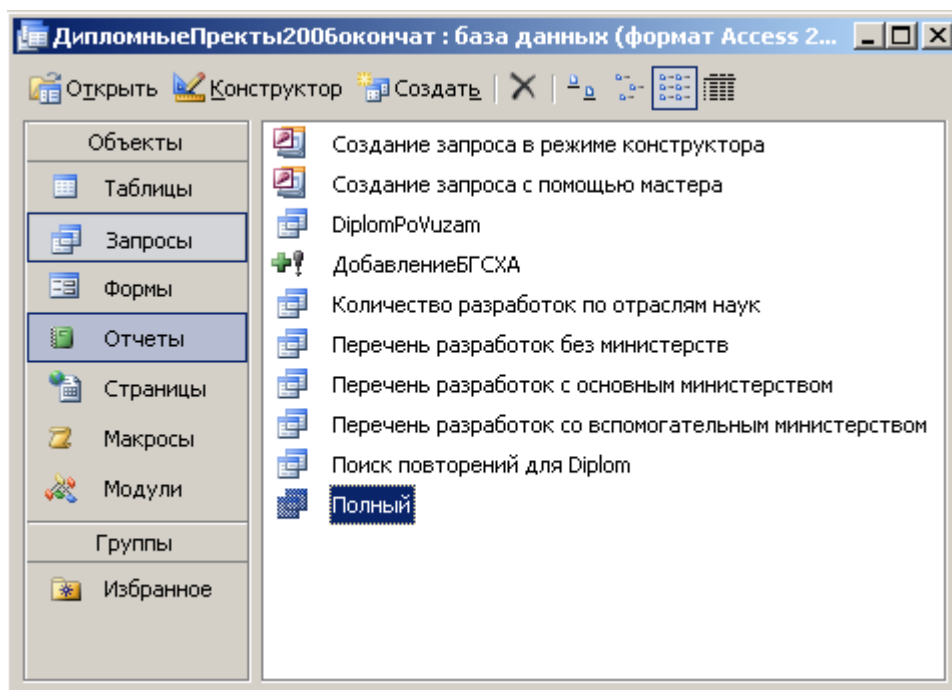 ДипломныеПректы2006окончат : база данных (формат Access 2...
Открыть Конструктор Создать
Объекты
Таблицы
Запросы
Формы
Отчеты
Страницы
Макросы
Модули
Группы
Избранное
Создание запроса в режиме конструктора
Создание запроса с помощью мастера
DiplomPoVuzam
ДобавлениеБГСХА
Количество разработок по отраслям наук
Перечень разработок без министерств
Перечень разработок с основным министерством
Перечень разработок со вспомогательным министерством
Поиск повторений для Diplom
Полный